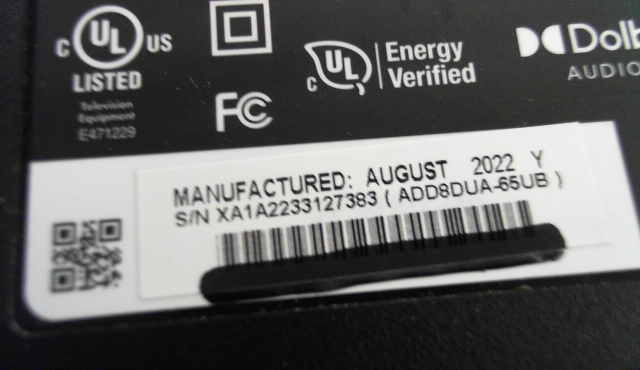 C UL US
LISTED
Television
Equipment
E471229
FC
C UL Energy
Verified
Dolb
AUDIO
MANUFACTURED: AUGUST 2022 Y
S/N XA1A2233127383 ( ADD8DUA-65UB )